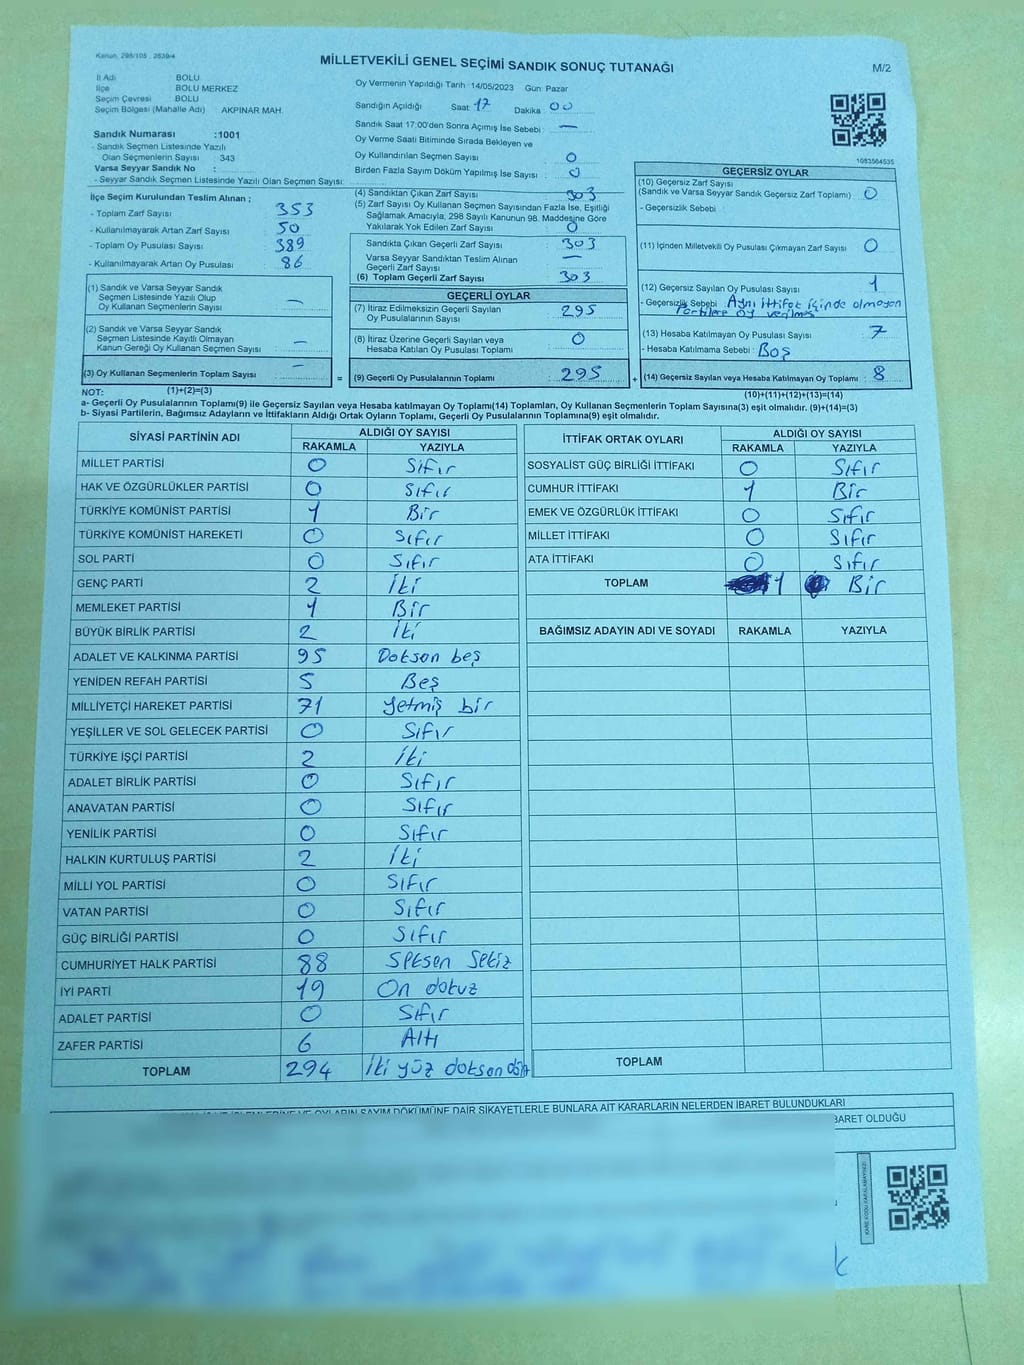 Kanun: 298/105 , 2839/4
MİLLETVEKİLİ GENEL SEÇİMİ SANDIK SONUÇ TUTANAĞI
M/2
İl Adı : BOLU
İlçe : BOLU MERKEZ
Seçim Çevresi : BOLU
Seçim Bölgesi (Mahalle Adı) : AKPINAR MAH.
Sandık Numarası :1001
- Sandık Seçmen Listesinde Yazılı
Olan Seçmenlerin Sayısı : 343
Varsa Seyyar Sandık No :
- Seyyar Sandık Seçmen Listesinde Yazılı Olan Seçmen Sayısı:
İlçe Seçim Kurulundan Teslim Alınan ;
- Toplam Zarf Sayısı : 353
- Kullanılmayarak Artan Zarf Sayısı : 50
- Toplam Oy Pusulası Sayısı : 389
- Kullanılmayarak Artan Oy Pusulası : 86
(1) Sandık ve Varsa Seyyar Sandık
Seçmen Listesinde Yazılı Olup
Oy Kullanan Seçmenlerin Sayısı : —
(2) Sandık ve Varsa Seyyar Sandık
Seçmen Listesinde Kayıtlı Olmayan
Kanun Gereği Oy Kullanan Seçmen Sayısı : —
(3) Oy Kullanan Seçmenlerin Toplam Sayısı : —
(1)+(2)=(3)
Oy Vermenin Yapıldığı Tarih : 14/05/2023 Gün: Pazar
Sandığın Açıldığı Saat: 17 Dakika : 00
Sandık Saat 17:00'den Sonra Açımış İse Sebebi : —
Oy Verme Saati Bitiminde Sırada Bekleyen ve
Oy Kullandırılan Seçmen Sayısı : 0
Birden Fazla Sayım Döküm Yapılmış İse Sayısı : 0
(4) Sandıktan Çıkan Zarf Sayısı : 303
(5) Zarf Sayısı Oy Kullanan Seçmen Sayısından Fazla İse, Eşitliği
Sağlamak Amacıyla, 298 Sayılı Kanunun 98. Maddesine Göre
Yakılarak Yok Edilen Zarf Sayısı : 0
Sandıkta Çıkan Geçerli Zarf Sayısı : 303
Varsa Seyyar Sandıktan Teslim Alınan
Geçerli Zarf Sayısı : —
(6) Toplam Geçerli Zarf Sayısı : 303
GEÇERLİ OYLAR
(7) İtiraz Edilmeksizin Geçerli Sayılan
Oy Pusulalarının Sayısı : 295
(8) İtiraz Üzerine Geçerli Sayılan veya
Hesaba Katılan Oy Pusulası Toplamı : 0
= (9) Geçerli Oy Pusulalarının Toplamı : 295 +
1083564535
GEÇERSİZ OYLAR
(10) Geçersiz Zarf Sayısı
(Sandık ve Varsa Seyyar Sandık Geçersiz Zarf Toplamı) : 0
- Geçersizlik Sebebi :
(11) İçinden Milletvekili Oy Pusulası Çıkmayan Zarf Sayısı : 0
(12) Geçersiz Sayılan Oy Pusulası Sayısı : 1
- Geçersizlik Sebebi : Aynı ittifak içinde olmayan
Partilere oy verilmiş
(13) Hesaba Katılmayan Oy Pusulası Sayısı : 7
- Hesaba Katılmama Sebebi : Boş
(14) Geçersiz Sayılan veya Hesaba Katılmayan Oy Toplamı : 8
(10)+(11)+(12)+(13)=(14)
NOT:
a- Geçerli Oy Pusulalarının Toplamı(9) ile Geçersiz Sayılan veya Hesaba katılmayan Oy Toplamı(14) Toplamları, Oy Kullanan Seçmenlerin Toplam Sayısına(3) eşit olmalıdır. (9)+(14)=(3)
b- Siyasi Partilerin, Bağımsız Adayların ve İttifakların Aldığı Ortak Oyların Toplamı, Geçerli Oy Pusulalarının Toplamına(9) eşit olmalıdır.
SİYASİ PARTİNİN ADI ALDIĞI OY SAYISI
RAKAMLA YAZIYLA
MİLLET PARTİSİ 0 Sıfır
HAK VE ÖZGÜRLÜKLER PARTİSİ 0 Sıfır
TÜRKİYE KOMÜNİST PARTİSİ 1 Bir
TÜRKİYE KOMÜNİST HAREKETİ 0 Sıfır
SOL PARTİ 0 Sıfır
GENÇ PARTİ 2 İki
MEMLEKET PARTİSİ 1 Bir
BÜYÜK BİRLİK PARTİSİ 2 İki
ADALET VE KALKINMA PARTİSİ 95 Doksan beş
YENİDEN REFAH PARTİSİ 5 Beş
MİLLİYETÇİ HAREKET PARTİSİ 71 Yetmiş bir
YEŞİLLER VE SOL GELECEK PARTİSİ 0 Sıfır
TÜRKİYE İŞÇİ PARTİSİ 2 İki
ADALET BİRLİK PARTİSİ 0 Sıfır
ANAVATAN PARTİSİ 0 Sıfır
YENİLİK PARTİSİ 0 Sıfır
HALKIN KURTULUŞ PARTİSİ 2 İki
MİLLİ YOL PARTİSİ 0 Sıfır
VATAN PARTİSİ 0 Sıfır
GÜÇ BİRLİĞİ PARTİSİ 0 Sıfır
CUMHURİYET HALK PARTİSİ 88 Seksen Sekiz
İYİ PARTİ 19 On dokuz
ADALET PARTİSİ 0 Sıfır
ZAFER PARTİSİ 6 Altı
TOPLAM 294 İki yüz doksan dört
İTTİFAK ORTAK OYLARI ALDIĞI OY SAYISI
RAKAMLA YAZIYLA
SOSYALİST GÜÇ BİRLİĞİ İTTİFAKI 0 Sıfır
CUMHUR İTTİFAKI 1 Bir
EMEK VE ÖZGÜRLÜK İTTİFAKI 0 Sıfır
MİLLET İTTİFAKI 0 Sıfır
ATA İTTİFAKI 0 Sıfır
TOPLAM 1 Bir
BAĞIMSIZ ADAYIN ADI VE SOYADI RAKAMLA YAZIYLA
TOPLAM
İŞLEMLERİNE VE OYLARIN SAYIM DÖKÜMÜNE DAİR ŞİKAYETLERLE BUNLARA AİT KARARLARIN NELERDEN İBARET BULUNDUKLARI
İBARET OLDUĞU
KARE KODU KARALAMAYINIZ!